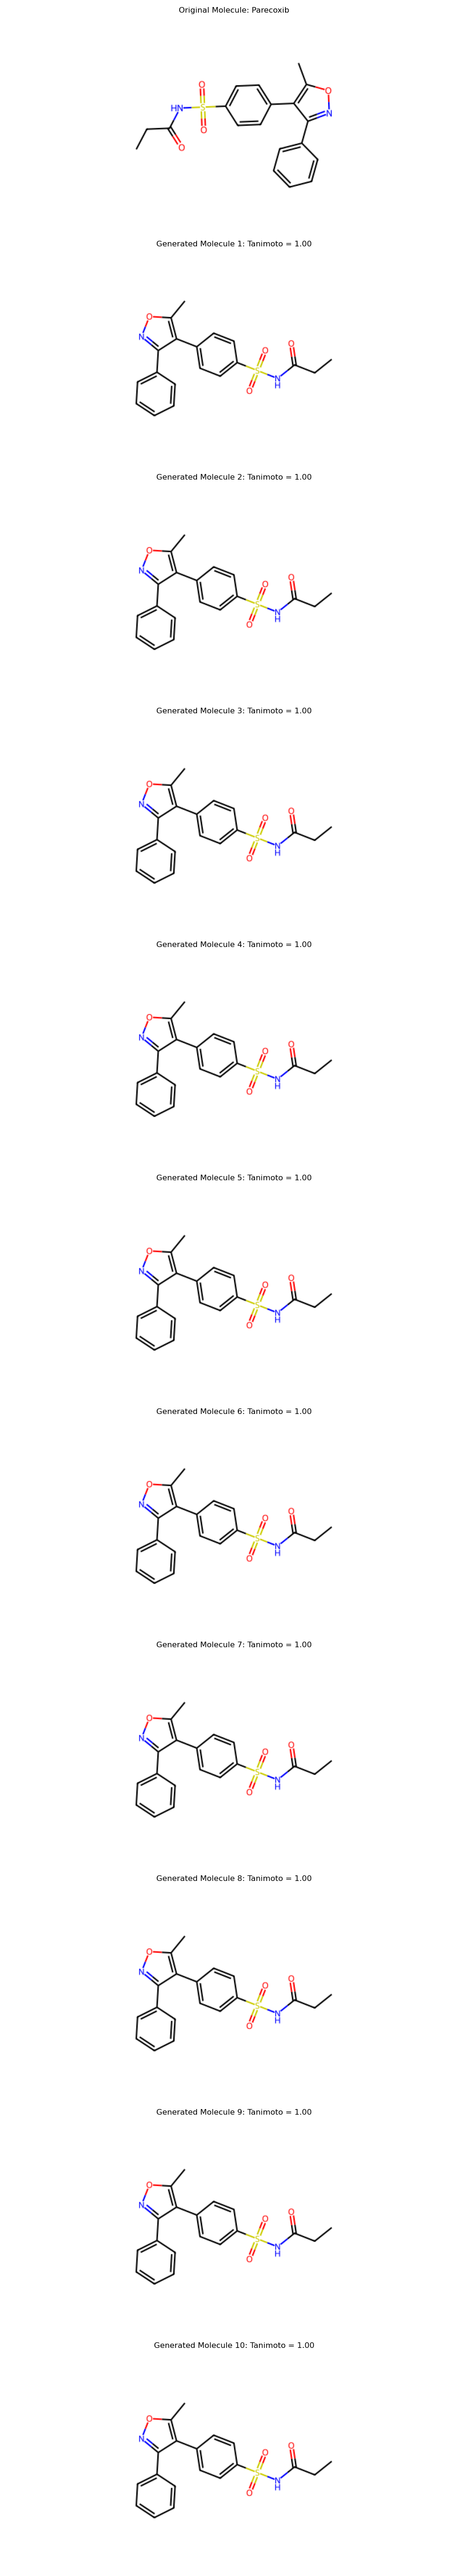 Original Molecule: Parecoxib
O
HN
S
O
O
O
N
Generated Molecule 1: Tanimoto = 1.00
O
N
O
O
S
O
N
H
Generated Molecule 2: Tanimoto = 1.00
O
N
O
O
S
O
N
H
Generated Molecule 3: Tanimoto = 1.00
O
N
O
O
S
O
N
H
Generated Molecule 4: Tanimoto = 1.00
O
N
O
O
S
O
N
H
Generated Molecule 5: Tanimoto = 1.00
O
N
O
O
S
O
N
H
Generated Molecule 6: Tanimoto = 1.00
O
N
O
O
S
O
N
H
Generated Molecule 7: Tanimoto = 1.00
O
N
O
O
S
O
N
H
Generated Molecule 8: Tanimoto = 1.00
O
N
O
O
S
O
N
H
Generated Molecule 9: Tanimoto = 1.00
O
N
O
O
S
O
N
H
Generated Molecule 10: Tanimoto = 1.00
O
N
O
O
S
O
N
H